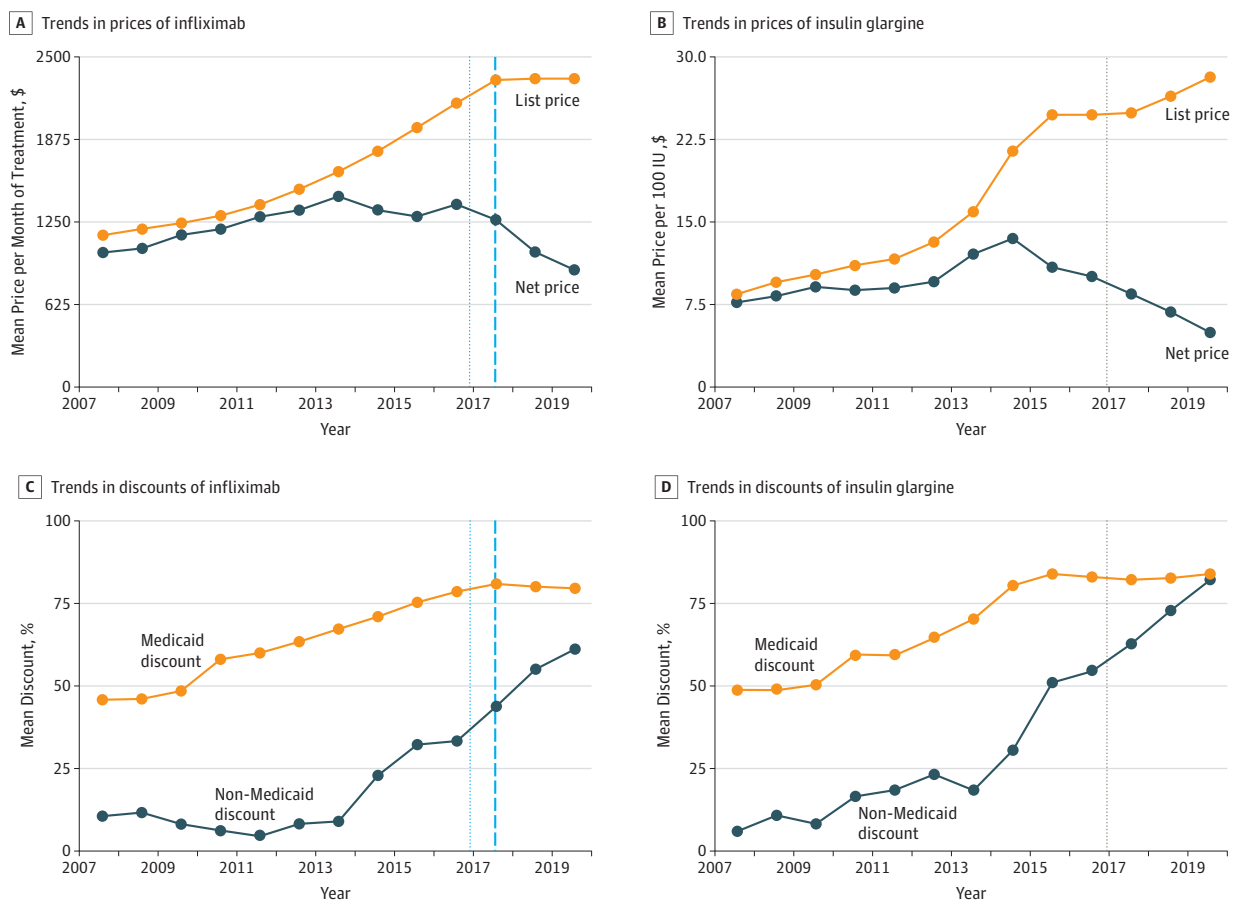 A Trends in prices of infliximab
Mean Price per Month of Treatment, $
2500
1875
1250
625
0
List price
Net price
2007 2009 2011 2013 2015 2017 2019
Year
B Trends in prices of insulin glargine
Mean Price per 100 IU ,$
30.0
22.5
15.0
7.5
0
List price
Net price
2007 2009 2011 2013 2015 2017 2019
Year
C Trends in discounts of infliximab
Mean Discount, %
100
75
50
25
0
Medicaid
discount
Non-Medicaid
discount
2007 2009 2011 2013 2015 2017 2019
Year
D Trends in discounts of insulin glargine
Mean Discount, %
100
75
50
25
0
Medicaid
discount
Non-Medicaid
discount
2007 2009 2011 2013 2015 2017 2019
Year